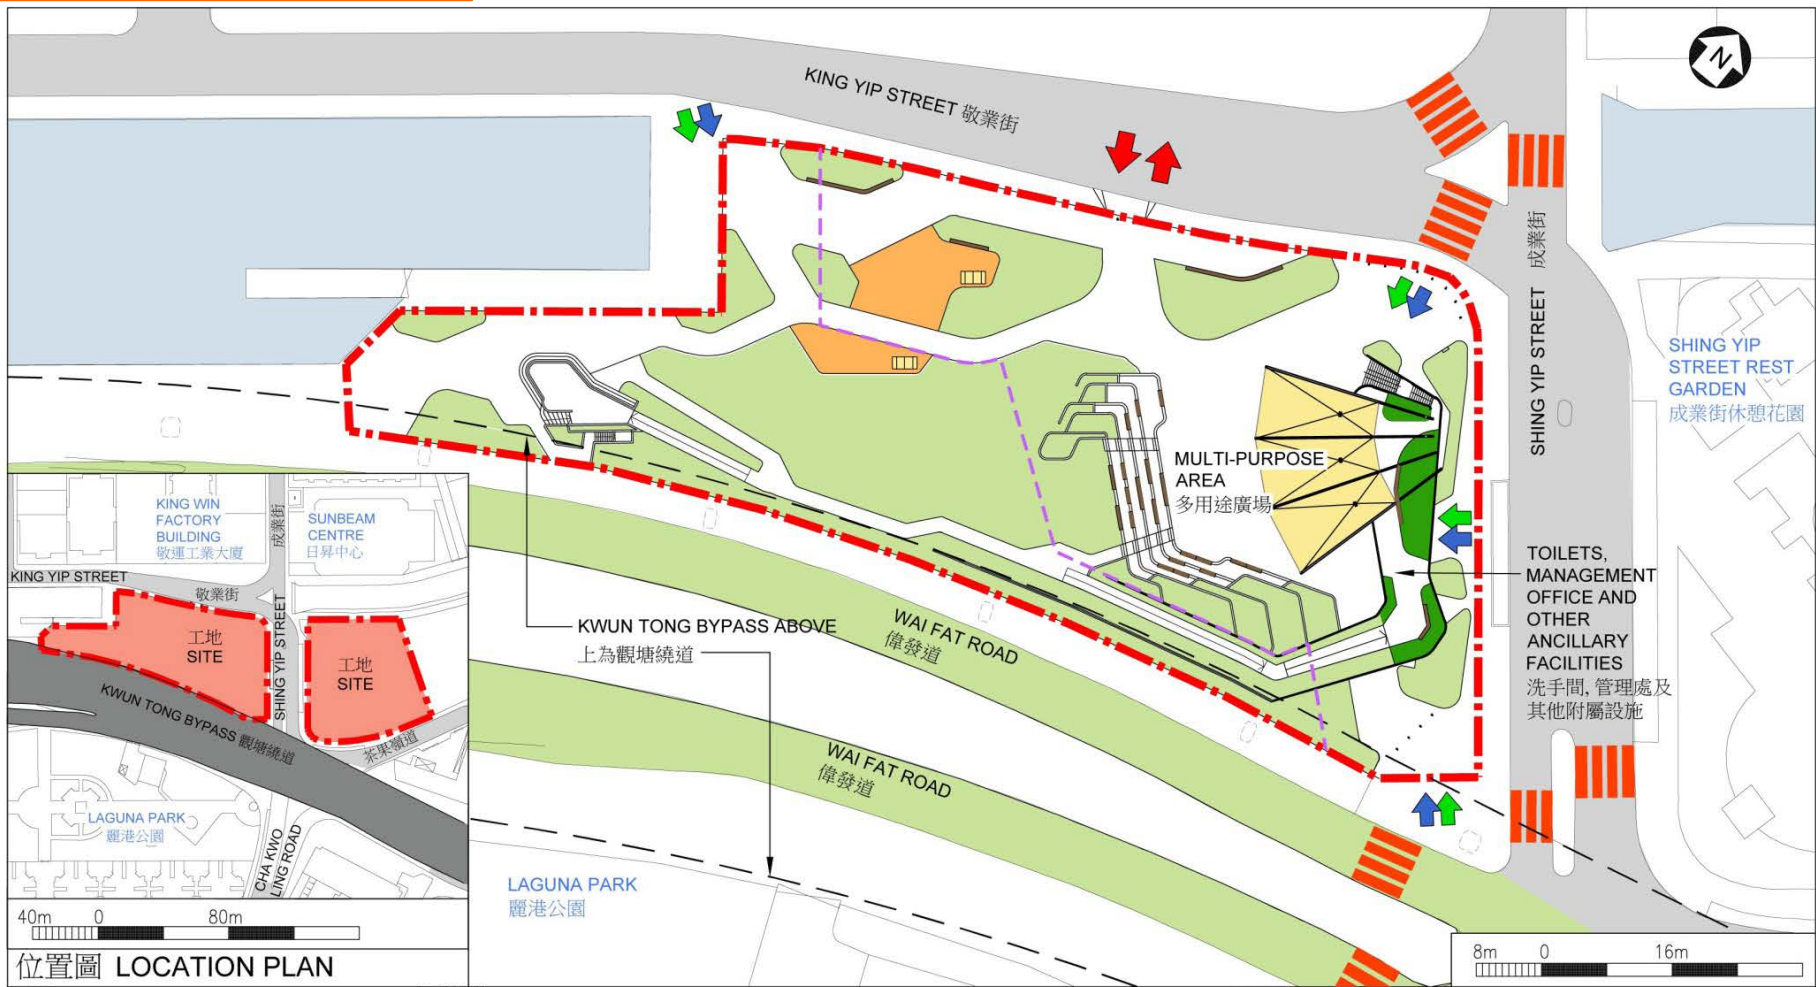 N
KING YIP STREET 敬業街
SHING YIP STREET 成業街
SHING YIP
STREET REST
GARDEN
成業街休憩花園
MULTI-PURPOSE
AREA
多用途廣場
TOILETS,
MANAGEMENT
OFFICE AND
OTHER
ANCILLARY
FACILITIES
洗手間, 管理處及
其他附屬設施
KWUN TONG BYPASS ABOVE
上為觀塘繞道
WAI FAT ROAD
偉發道
WAI FAT ROAD
偉發道
LAGUNA PARK
麗港公園
8m 0 16m
KING WIN
FACTORY
BUILDING
敬運工業大廈
成業街
SUNBEAM
CENTRE
日昇中心
KING YIP STREET
敬業街
工地
SITE
SHING YIP STREET
工地
SITE
KWUN TONG BYPASS 觀塘繞道
茶果嶺道
LAGUNA PARK
麗港公園
CHA KWO
LING ROAD
40m 0 80m
位置圖 LOCATION PLAN